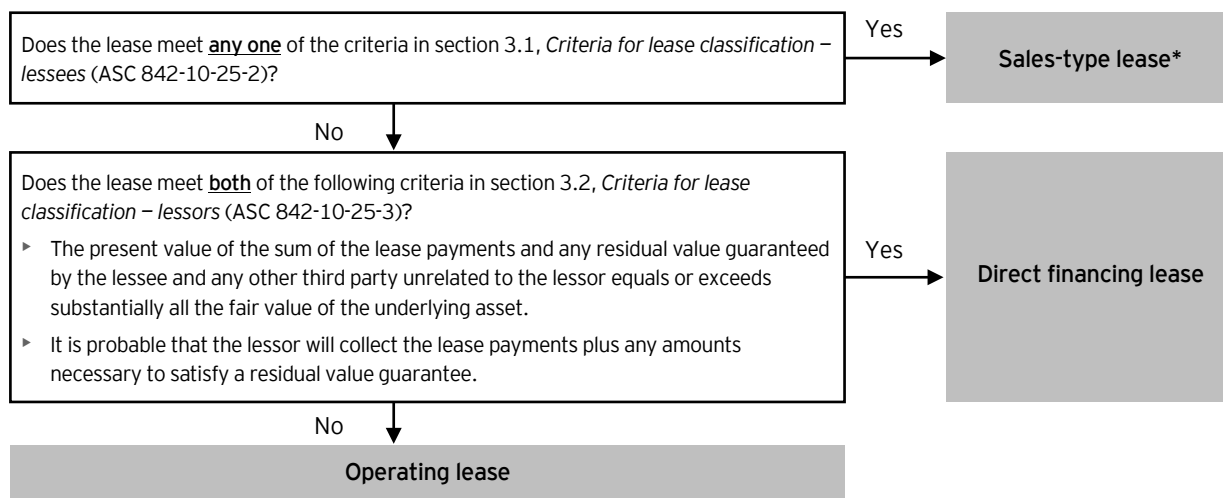 Does the lease meet any one of the criteria in section 3.1, Criteria for lease classification –
lessees (ASC 842-10-25-2)?
Yes
Sales-type lease*
No
Does the lease meet both of the following criteria in section 3.2, Criteria for lease
classification – lessors (ASC 842-10-25-3)?
‣ The present value of the sum of the lease payments and any residual value guaranteed
by the lessee and any other third party unrelated to the lessor equals or exceeds
substantially all the fair value of the underlying asset.
‣ It is probable that the lessor will collect the lease payments plus any amounts
necessary to satisfy a residual value guarantee.
Yes
Direct financing lease
No
Operating lease